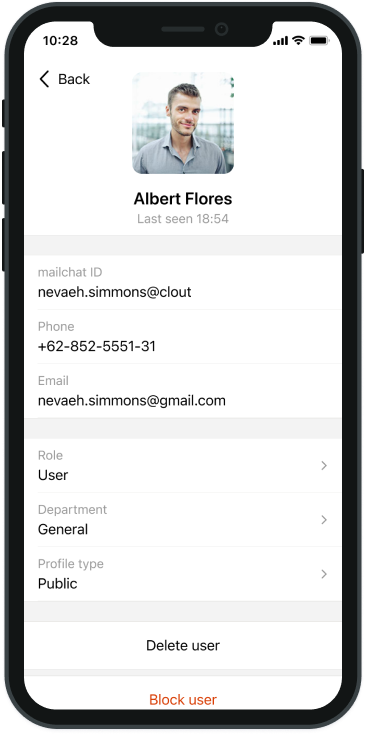 10:28
Back
Albert Flores
Last seen 18:54
mailchat ID
nevaeh.simmons@clout
Phone
+62-852-5551-31
Email
nevaeh.simmons@gmail.com
Role
User
Department
General
Profile type
Public
Delete user
Block user